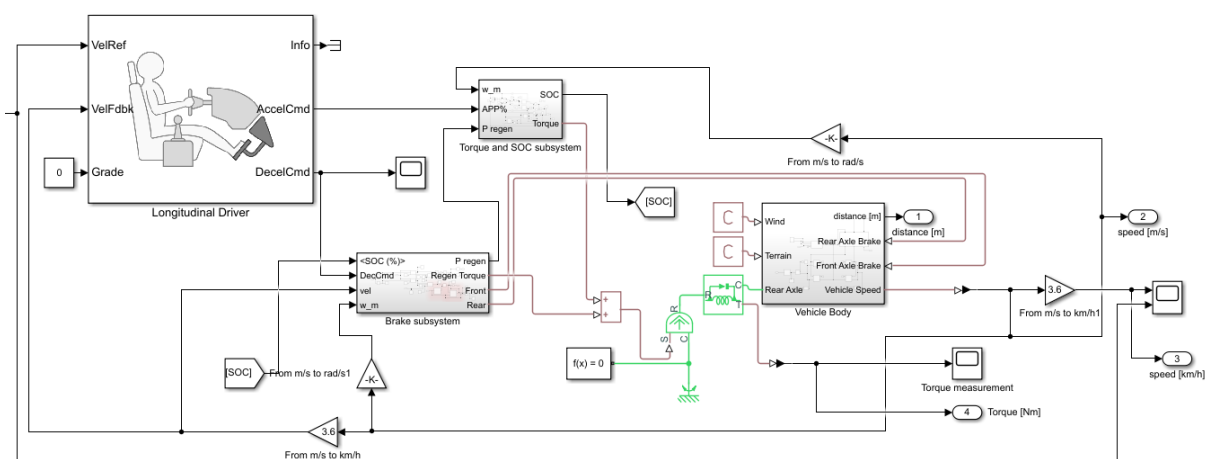 VelRef
Info
VelFdbk
AccelCmd
0
Grade
DecelCmd
Longitudinal Driver
w_m
SOC
APP%
Torque
P regen
Torque and SOC subsystem
-K-
From m/s to rad/s
[SOC]
C
Wind
distance [m]
1
distance [m]
Rear Axle Brake
C
Terrain
Front Axle Brake
Rear Axle
Vehicle Speed
Vehicle Body
2
speed [m/s]
3.6
From m/s to km/h1
3
speed [km/h]
<SOC (%)>
P regen
DecCmd
Regen Torque
vel
Front
w_m
Rear
Brake subsystem
+
+
R
S
C
R
C
T
f(x) = 0
[SOC]
From m/s to rad/s1
-K-
3.6
From m/s to km/h
Torque measurement
4
Torque [Nm]